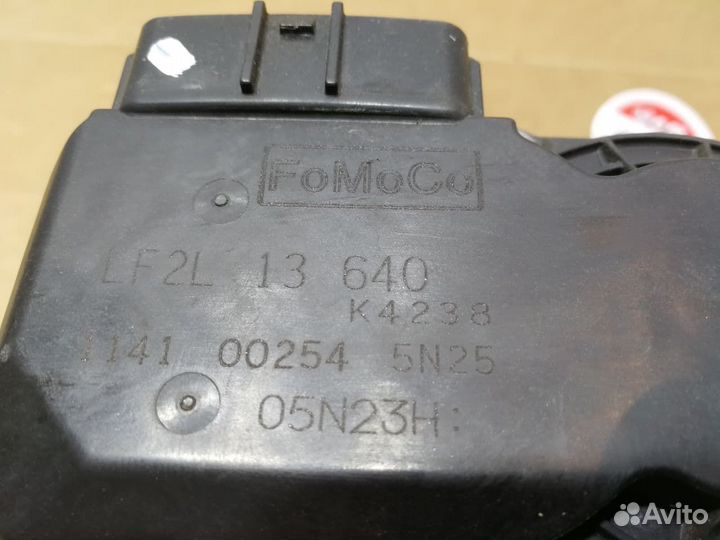 FoMoCo
LF2L 13 640
K4238
1141 00254 5N25
05N23H:
Avito